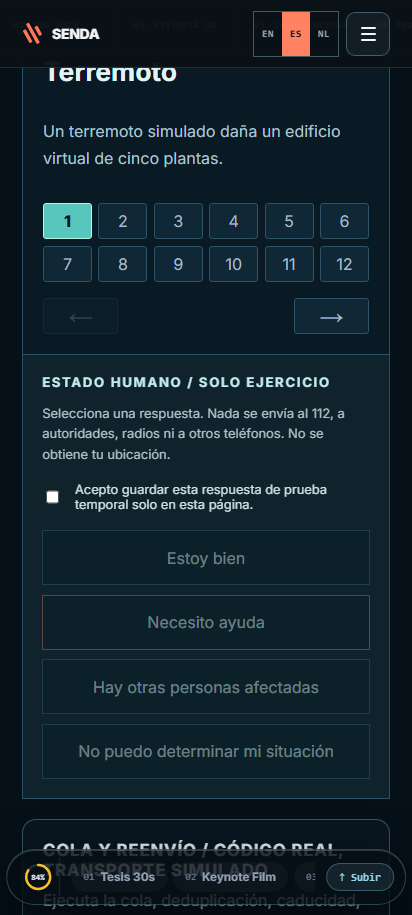 SENDA
EN ES NL
Terremoto
Un terremoto simulado daña un edificio
virtual de cinco plantas.
1 2 3 4 5 6
7 8 9 10 11 12
← →
ESTADO HUMANO / SOLO EJERCICIO
Selecciona una respuesta. Nada se envía al 112, a
autoridades, radios ni a otros teléfonos. No se
obtiene tu ubicación.
Acepto guardar esta respuesta de prueba
temporal solo en esta página.
Estoy bien
Necesito ayuda
Hay otras personas afectadas
No puedo determinar mi situación
COLA Y REENVÍO / CÓDIGO REAL,
TRANSPORTE SIMULADO
84% 01 Tesis 30s 02 Keynote Film 03 ↑ Subir
Ejecuta la cola, deduplicación, caducidad,